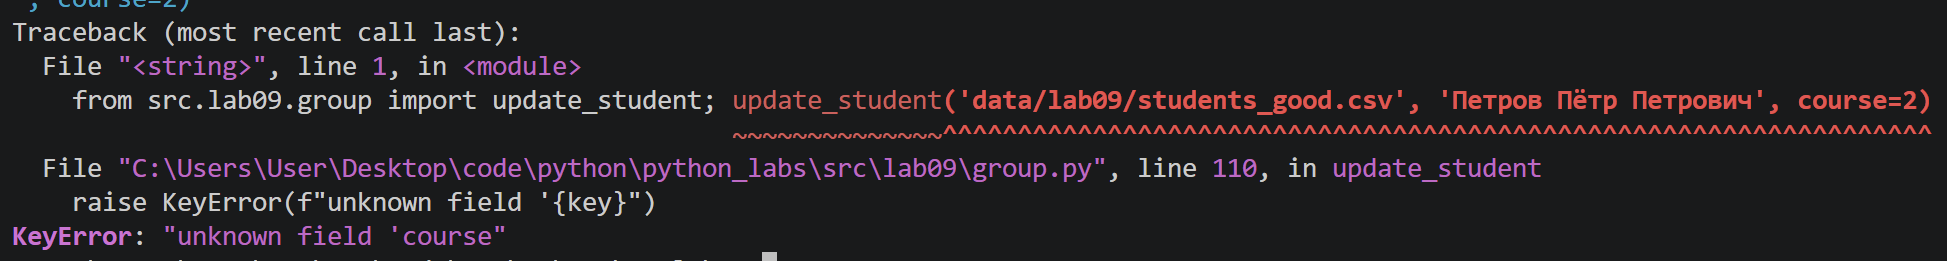 ', course=2)
Traceback (most recent call last):
  File "<string>", line 1, in <module>
    from src.lab09.group import update_student; update_student('data/lab09/students_good.csv', 'Петров Пётр Петрович', course=2)
                                                ~~~~~~~~~~~~~~^^^^^^^^^^^^^^^^^^^^^^^^^^^^^^^^^^^^^^^^^^^^^^^^^^^^^^^^^^^^^^^^^^
  File "C:\Users\User\Desktop\code\python\python_labs\src\lab09\group.py", line 110, in update_student
    raise KeyError(f"unknown field '{key}")
KeyError: "unknown field 'course"